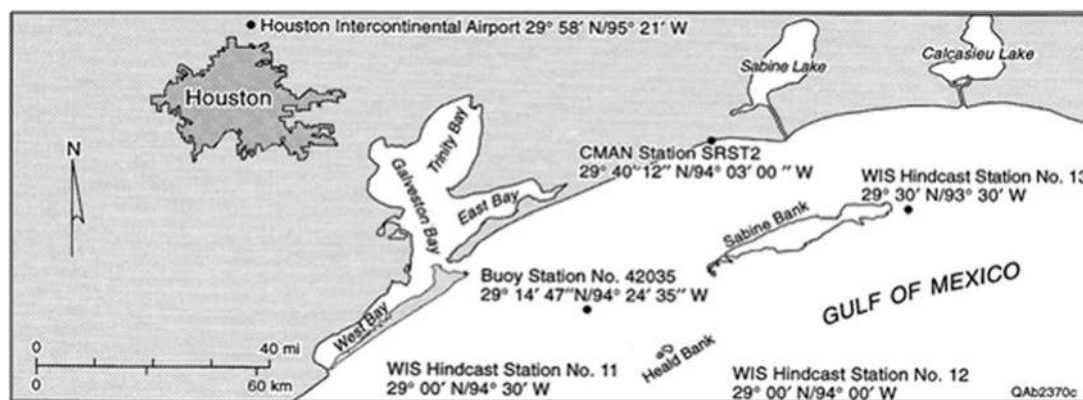 Houston Intercontinental Airport 29° 58' N/95° 21' W
Sabine Lake
Calcasieu Lake
Houston
Trinity Bay
N
CMAN Station SRST2
29° 40'12" N/94° 03' 00" W
Galveston Bay
East Bay
WIS Hindcast Station No. 13
29° 30' N/93° 30' W
Sabine Bank
Buoy Station No. 42035
29° 14' 47"N/94° 24' 35" W
GULF OF MEXICO
West Bay
Heald Bank
0 40 mi
0 60 km
WIS Hindcast Station No. 11
29° 00' N/94° 30' W
WIS Hindcast Station No. 12
29° 00' N/94° 00' W
QAb2370c